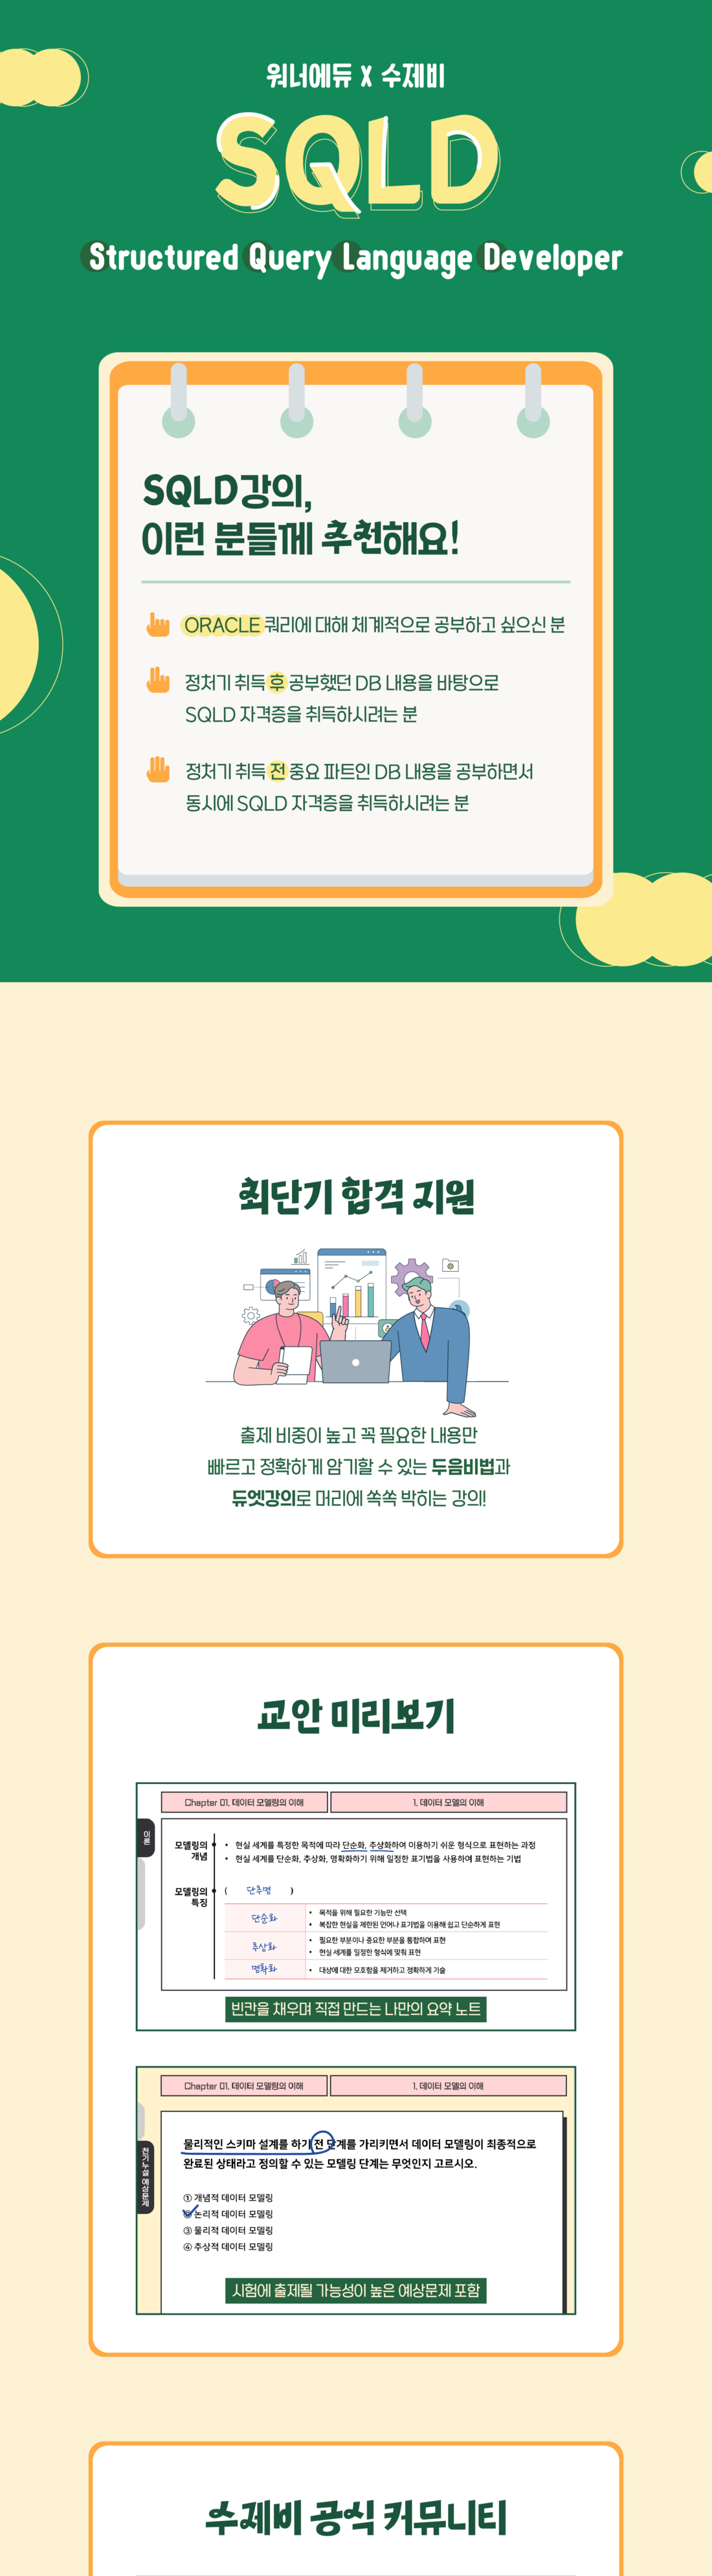 워너에듀 X 수제비
SQLD
Structured Query Language Developer
SQLD강의,
이런 분들께 추천해요!
ORACLE 쿼리에 대해 체계적으로 공부하고 싶으신 분
정처기 취득 후 공부했던 DB 내용을 바탕으로
SQLD 자격증을 취득하시려는 분
정처기 취득 전 중요 파트인 DB 내용을 공부하면서
동시에 SQLD 자격증을 취득하시려는 분
최단기 합격 지원
출제 비중이 높고 꼭 필요한 내용만
빠르고 정확하게 암기할 수 있는 두음비법과
듀엣강의로 머리에 쏙쏙 박히는 강의!
교안 미리보기
Chapter 01. 데이터 모델링의 이해
1. 데이터 모델의 이해
이론
모델링의
개념
• 현실 세계를 특정한 목적에 따라 단순화, 추상화하여 이용하기 쉬운 형식으로 표현하는 과정
• 현실 세계를 단순화, 추상화, 명확화하기 위해 일정한 표기법을 사용하여 표현하는 기법
모델링의
특징
( 단추명 )
단순화
• 목적을 위해 필요한 기능만 선택
• 복잡한 현실을 제한된 언어나 표기법을 이용해 쉽고 단순하게 표현
추상화
• 필요한 부분이나 중요한 부분을 통합하여 표현
• 현실 세계를 일정한 형식에 맞춰 표현
명확화
• 대상에 대한 모호함을 제거하고 정확하게 기술
빈칸을 채우며 직접 만드는 나만의 요약 노트
Chapter 01. 데이터 모델링의 이해
1. 데이터 모델의 이해
천기누설 예상문제
물리적인 스키마 설계를 하기 전 단계를 가리키면서 데이터 모델링이 최종적으로
완료된 상태라고 정의할 수 있는 모델링 단계는 무엇인지 고르시오.
① 개념적 데이터 모델링
② 논리적 데이터 모델링
③ 물리적 데이터 모델링
④ 추상적 데이터 모델링
시험에 출제될 가능성이 높은 예상문제 포함
수제비 공식 커뮤니티